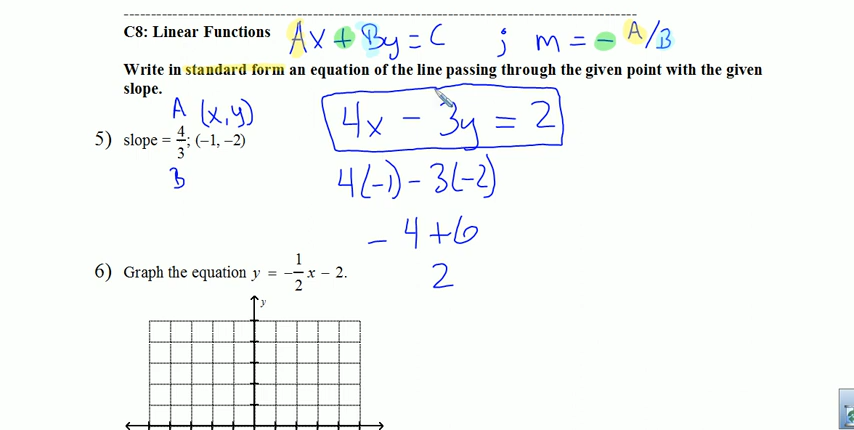 C8: Linear Functions Ax + By = C ; m = - A/B
Write in standard form an equation of the line passing through the given point with the given
slope.
A (x, y) 4x - 3y = 2
5) slope = 4/3; (−1, −2)
B 4(-1) - 3(-2)
- 4 + 6
6) Graph the equation y = −1/2 x − 2.
2
y